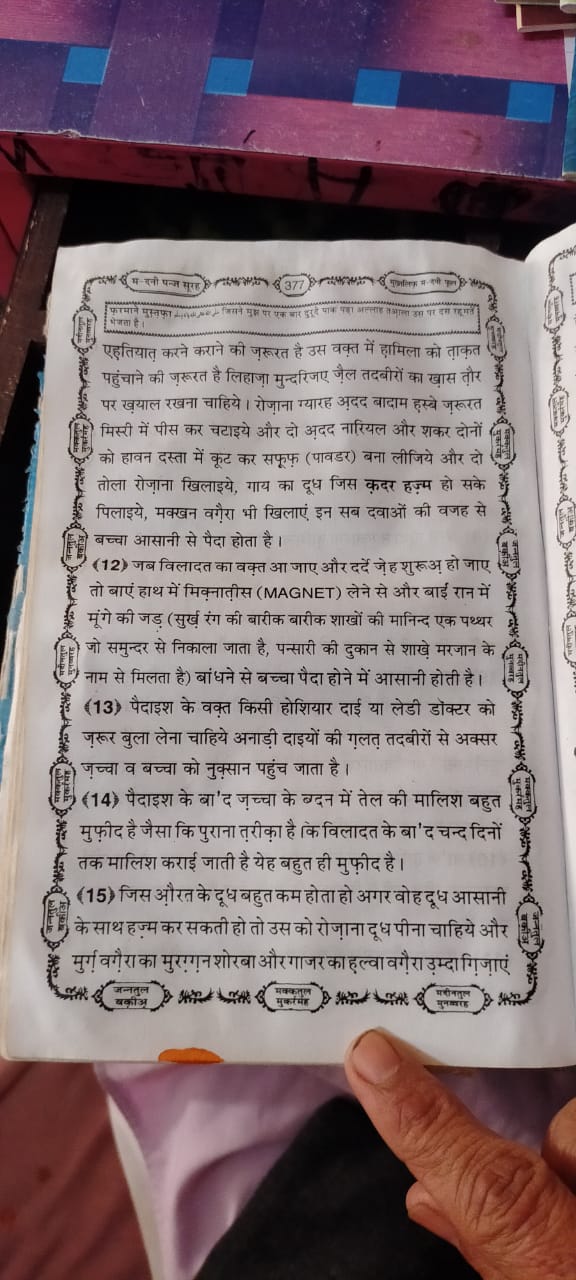 म-दनी पन्ज सूरह
377
मुख़्तलिफ़ म-दनी फूल
फ़रमाने मुस्तफ़ा जिसने मुझ पर एक बार दुरूदे पाक पढ़ा अल्लाह तआला उस पर दस रहमतें
भेजता है।
एहतियात़ करने कराने की ज़रूरत है उस वक़्त में हामिला को त़ाक़त
पहुंचाने की ज़रूरत है लिहाज़ा मुन्दरिजए ज़ैल तदबीरों का ख़ास त़ौर
पर ख़याल रखना चाहिये। रोज़ाना ग्यारह अ़दद बादाम ह़स्बे ज़रूरत
मिस्री में पीस कर चटाइये और दो अ़दद नारियल और शकर दोनों
को हावन दस्ता में कूट कर सफ़ूफ़ (पावडर) बना लीजिये और दो
तोला रोज़ाना खिलाइये, गाय का दूध जिस क़दर हज़्म हो सके
पिलाइये, मक्खन वग़ैरा भी खिलाएं इन सब दवाओं की वजह से
बच्चा आसानी से पैदा होता है।
﴾12﴿ जब विलादत का वक़्त आ जाए और दर्दे ज़ेह शुरूअ़ हो जाए
तो बाएं हाथ में मिक़्नात़ीस (MAGNET) लेने से और बाईं रान में
मूंगे की जड़ (सुर्ख़ रंग की बारीक बारीक शाखों की मानिन्द एक पथ्थर
जो समुन्दर से निकाला जाता है, पन्सारी की दुकान से शाख़े मरजान के
नाम से मिलता है) बांधने से बच्चा पैदा होने में आसानी होती है।
﴾13﴿ पैदाइश के वक़्त किसी होशियार दाई या लेडी डॉक्टर को
ज़रूर बुला लेना चाहिये अनाड़ी दाइयों की ग़लत़ तदबीरों से अक्सर
ज़च्चा व बच्चा को नुक़्सान पहुंच जाता है।
﴾14﴿ पैदाइश के बा'द ज़च्चा के बदन में तेल की मालिश बहुत
मुफ़ीद है जैसा कि पुराना त़रीक़ा है कि विलादत के बा'द चन्द दिनों
तक मालिश कराई जाती है येह बहुत ही मुफ़ीद है।
﴾15﴿ जिस औ़रत के दूध बहुत कम होता हो अगर वोह दूध आसानी
के साथ हज़्म कर सकती हो तो उस को रोज़ाना दूध पीना चाहिये और
मुर्ग़ वग़ैरा का मुरग़्ग़न शोरबा और गाजर का हल्वा वग़ैरा उ़म्दा ग़िज़ाएं
जन्नतुल
बक़ीअ़
मक्कतुल
मुकर्रमह
मदीनतुल
मुनव्वरह